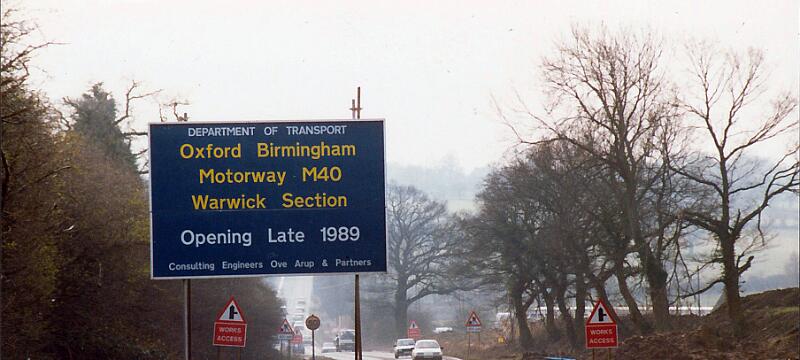 DEPARTMENT OF TRANSPORT
Oxford Birmingham
Motorway M40
Warwick Section
Opening Late 1989
Consulting Engineers Ove Arup & Partners
WORKS
ACCESS
WORKS
ACCESS